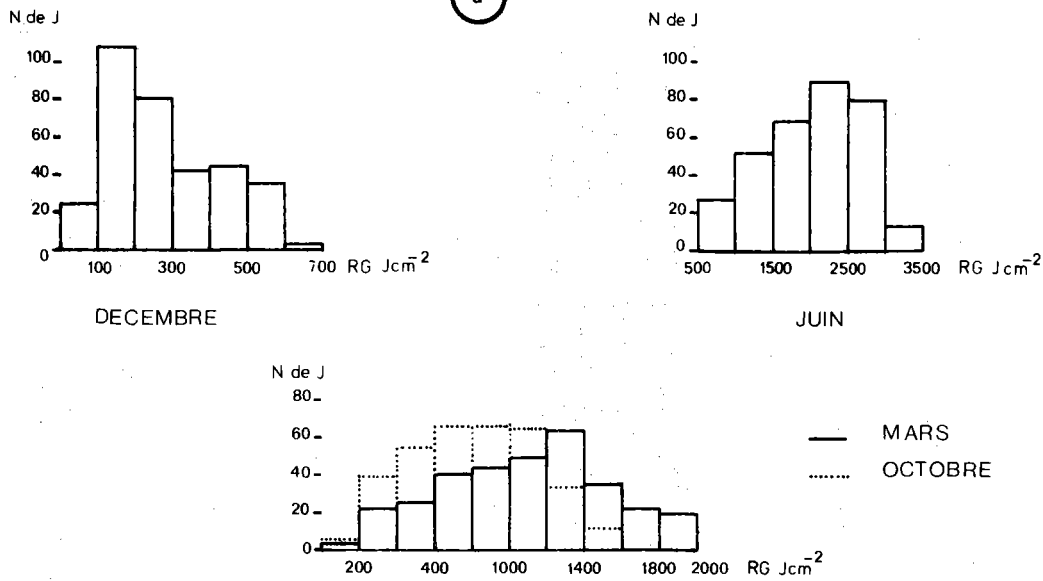 a
N de J
100
80
60
40
20
0
100 300 500 700 RG Jcm-2
DECEMBRE
N de J
100
80
60
40
20
0
500 1500 2500 3500 RG Jcm-2
JUIN
N de J
80
60
40
20
0
200 400 1000 1400 1800 2000 RG Jcm-2
MARS
OCTOBRE